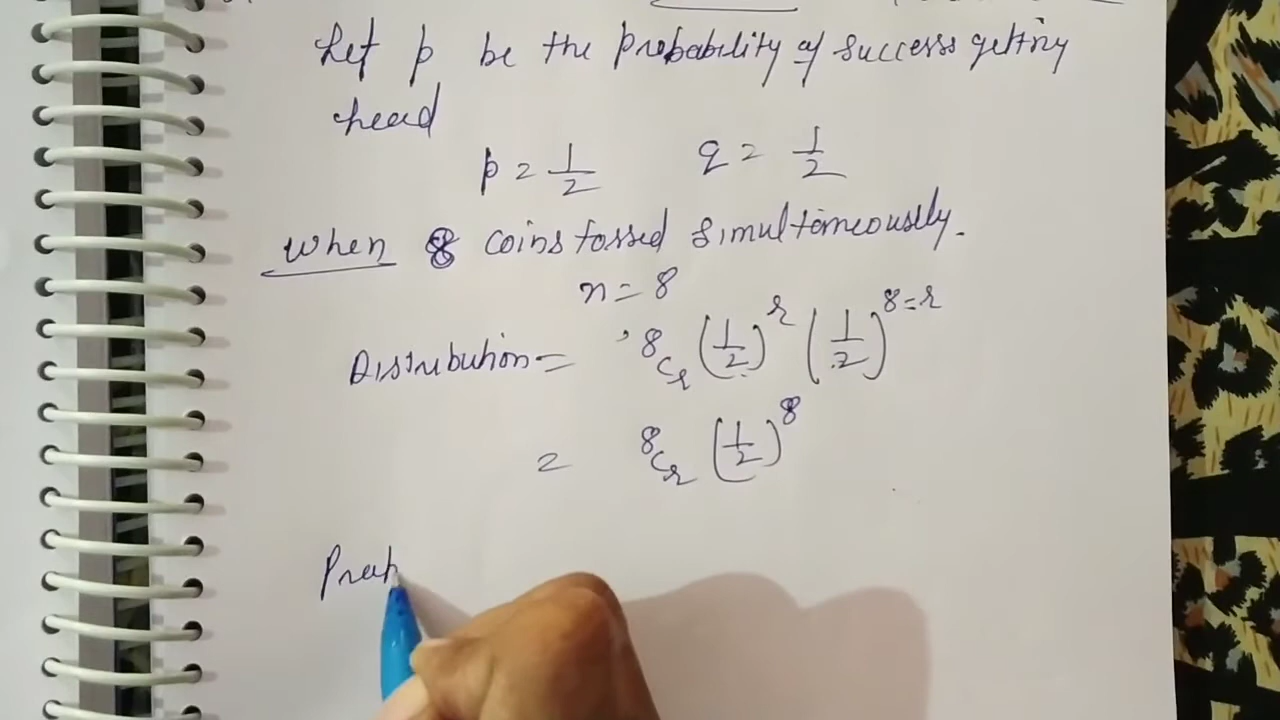 Let p be the probability of success getting
head
p = 1/2 q = 1/2
When 8 coins tossed simultaneously.
n = 8
Distribution = ⁸Cᵣ (1/2)ʳ (1/2)⁸⁻ʳ
= ⁸Cᵣ (1/2)⁸
Prob